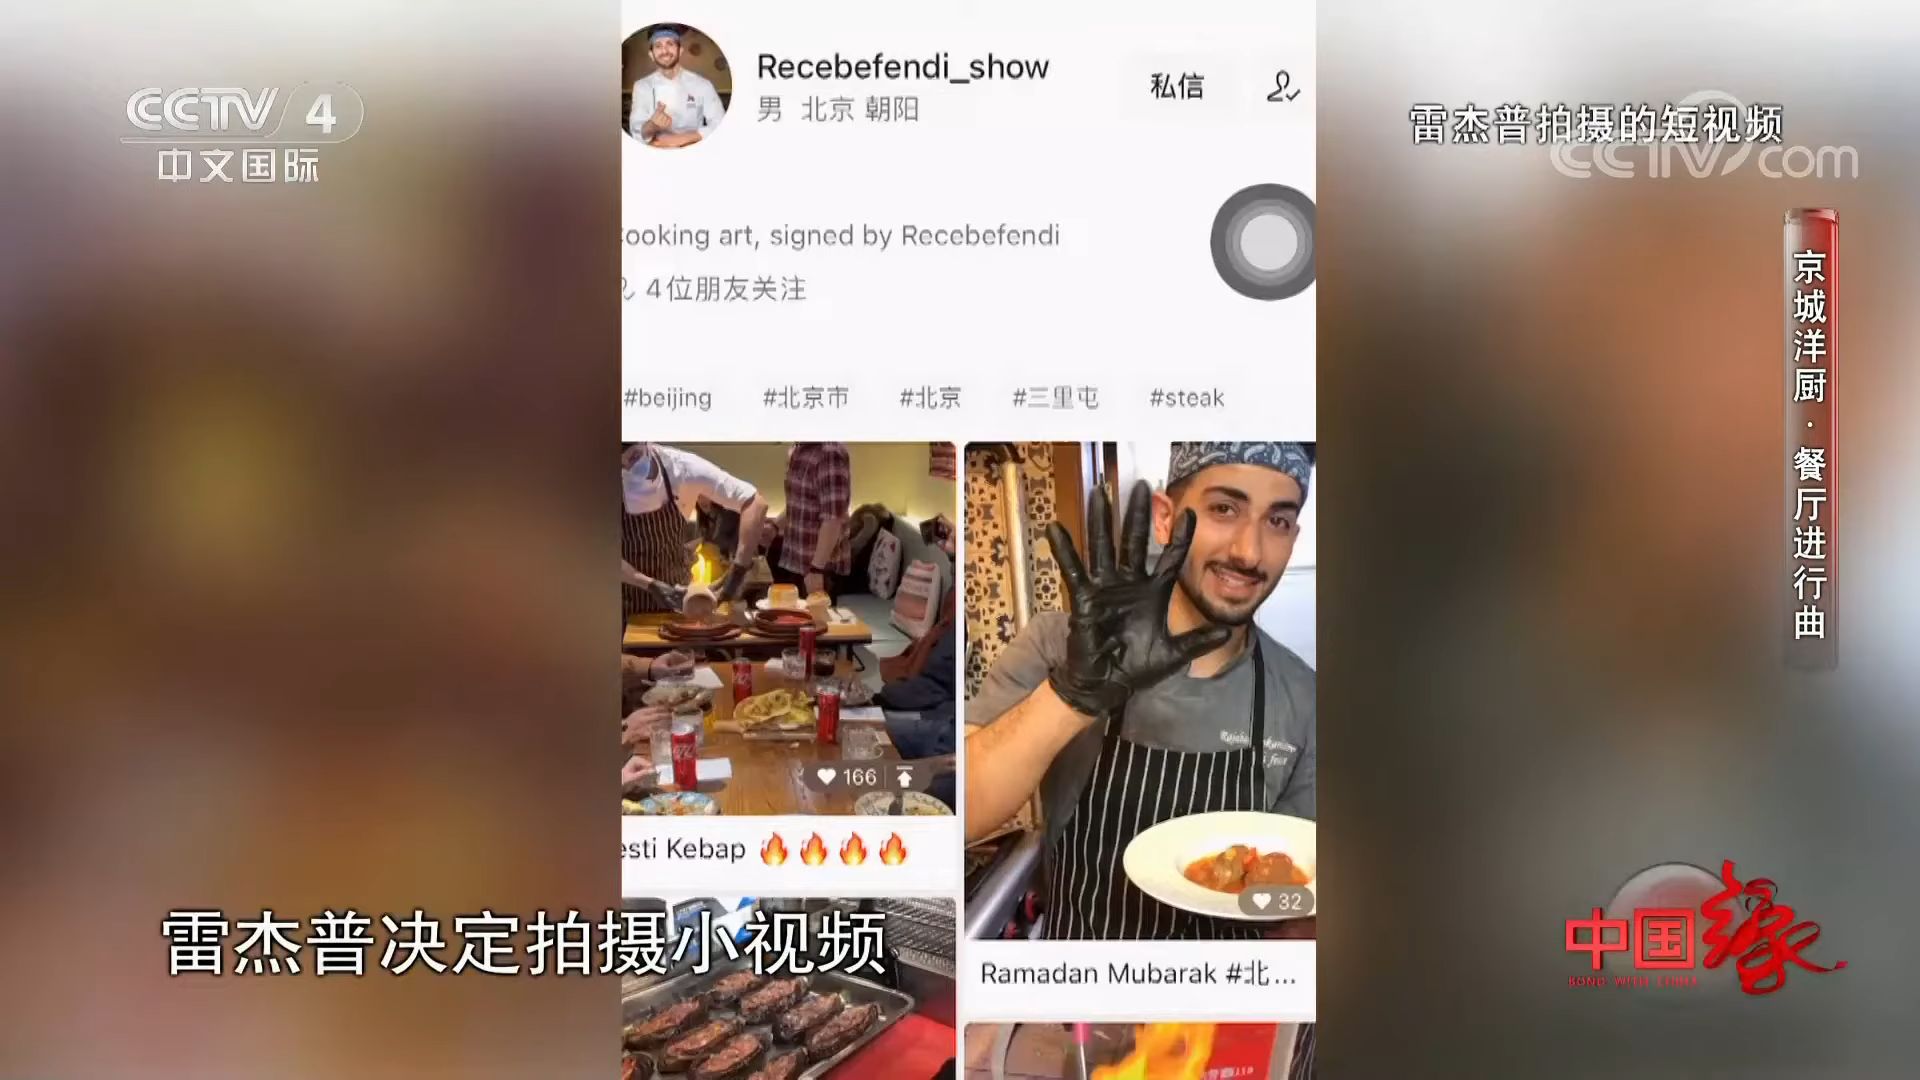 CCTV 4
中文国际
Recebefendi_show
男 北京 朝阳
私信
雷杰普拍摄的短视频
CCTV com
ooking art, signed by Recebefendi
4位朋友关注
#beijing #北京市 #北京 #三里屯 #steak
京城洋厨·餐厅进行曲
166
esti Kebap 🔥🔥🔥🔥
32
Ramadan Mubarak #北...
雷杰普决定拍摄小视频
中国缘
BOND WITH CHINA